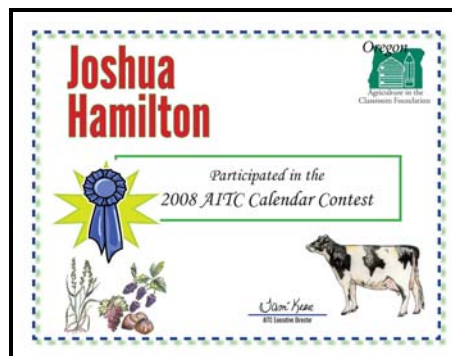 Joshua
Hamilton
Oregon
Agriculture in the
Classroom Foundation
Participated in the
2008 AITC Calendar Contest
AITC Executive Director